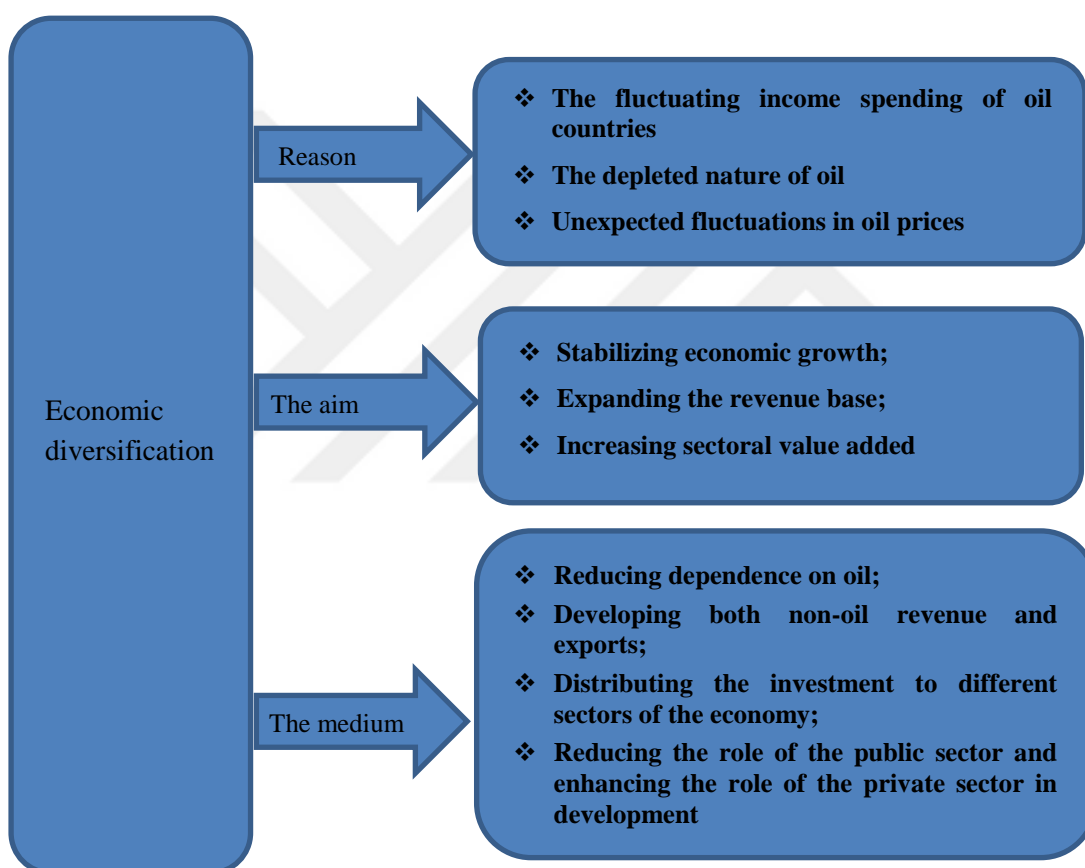 Economic
diversification
Reason
❖ The fluctuating income spending of oil
countries
❖ The depleted nature of oil
❖ Unexpected fluctuations in oil prices
The aim
❖ Stabilizing economic growth;
❖ Expanding the revenue base;
❖ Increasing sectoral value added
The medium
❖ Reducing dependence on oil;
❖ Developing both non-oil revenue and
exports;
❖ Distributing the investment to different
sectors of the economy;
❖ Reducing the role of the public sector and
enhancing the role of the private sector in
development